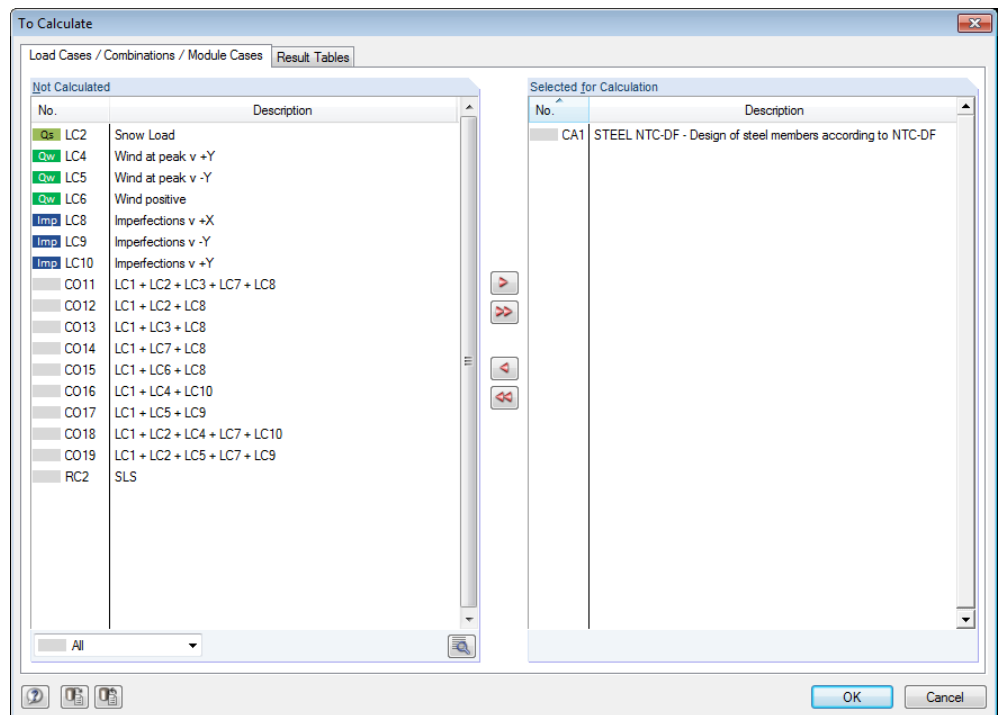 To Calculate
Load Cases / Combinations / Module Cases Result Tables
Not Calculated
No. Description
Qs LC2 Snow Load
Qw LC4 Wind at peak v +Y
Qw LC5 Wind at peak v -Y
Qw LC6 Wind positive
Imp LC8 Imperfections v +X
Imp LC9 Imperfections v -Y
Imp LC10 Imperfections v +Y
CO11 LC1 + LC2 + LC3 + LC7 + LC8
CO12 LC1 + LC2 + LC8
CO13 LC1 + LC3 + LC8
CO14 LC1 + LC7 + LC8
CO15 LC1 + LC6 + LC8
CO16 LC1 + LC4 + LC10
CO17 LC1 + LC5 + LC9
CO18 LC1 + LC2 + LC4 + LC7 + LC10
CO19 LC1 + LC2 + LC5 + LC7 + LC9
RC2 SLS
All
> 
>>
<
<<
Selected for Calculation
No. Description
CA1 STEEL NTC-DF - Design of steel members according to NTC-DF
OK Cancel